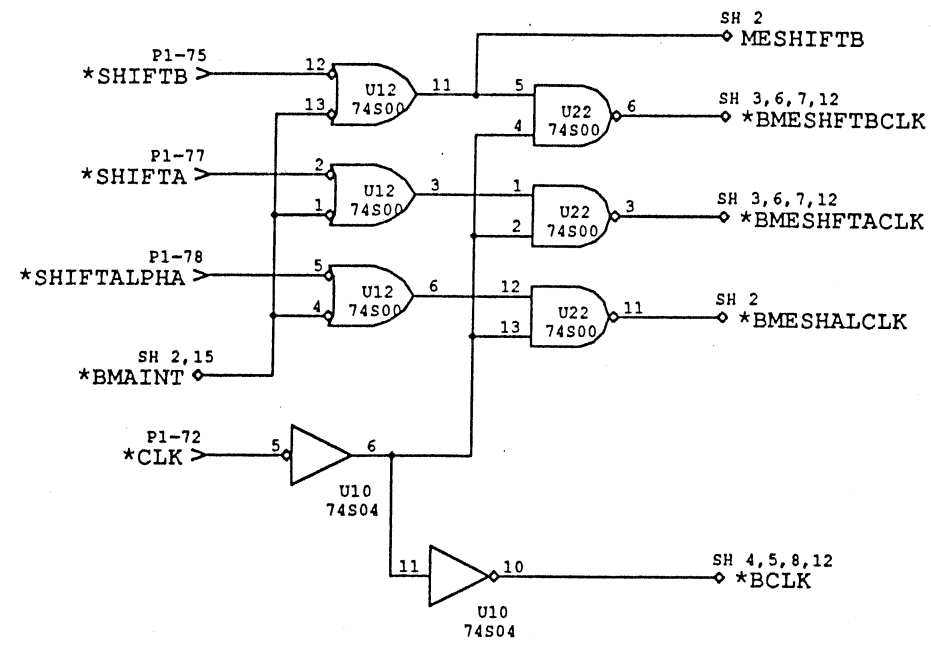 SH 2
MESHIFTB
P1-75
*SHIFTB
12
13
U12
74S00
11
5
4
U22
74S00
6
SH 3,6,7,12
*BMESHFTBCLK
P1-77
*SHIFTA
2
1
U12
74S00
3
1
2
U22
74S00
3
SH 3,6,7,12
*BMESHFTACLK
P1-78
*SHIFTALPHA
5
4
U12
74S00
6
12
13
U22
74S00
11
SH 2
*BMESHALCLK
SH 2,15
*BMAINT
P1-72
*CLK
5
6
U10
74S04
11
10
U10
74S04
SH 4,5,8,12
*BCLK